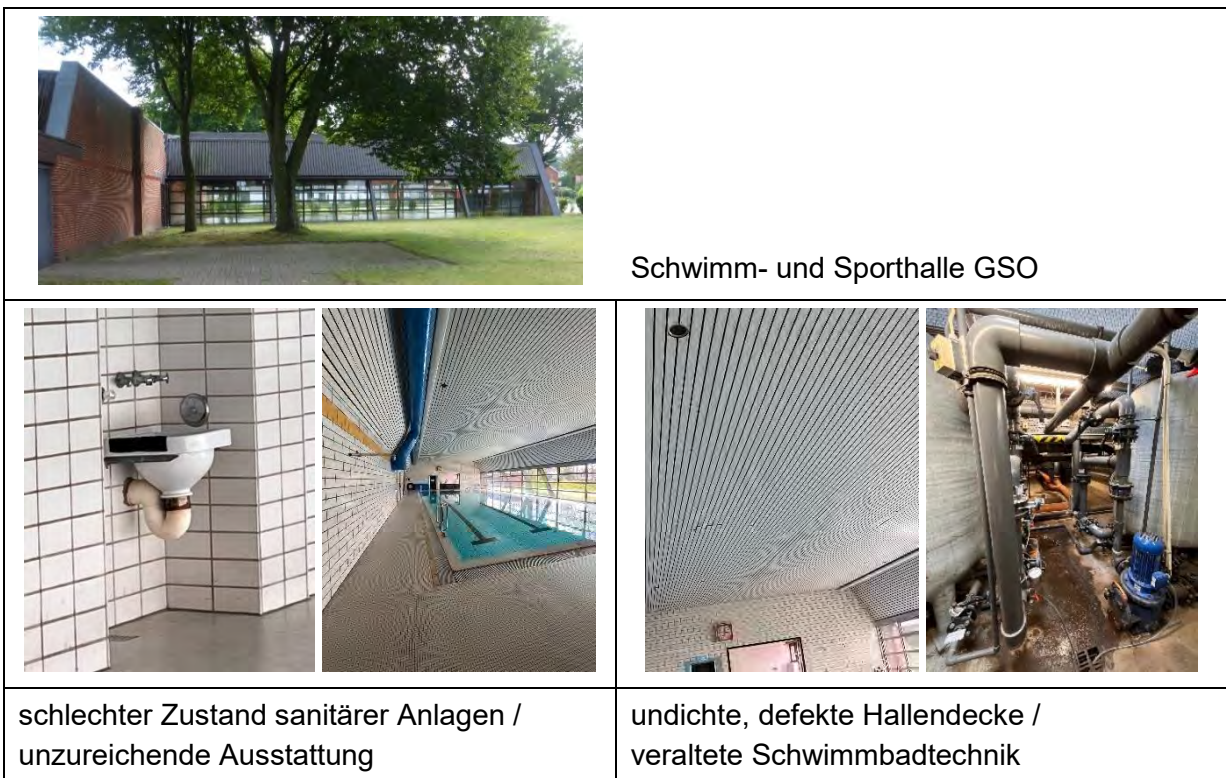 Schwimm- und Sporthalle GSO
schlechter Zustand sanitärer Anlagen /
unzureichende Ausstattung
undichte, defekte Hallendecke /
veraltete Schwimmbadtechnik